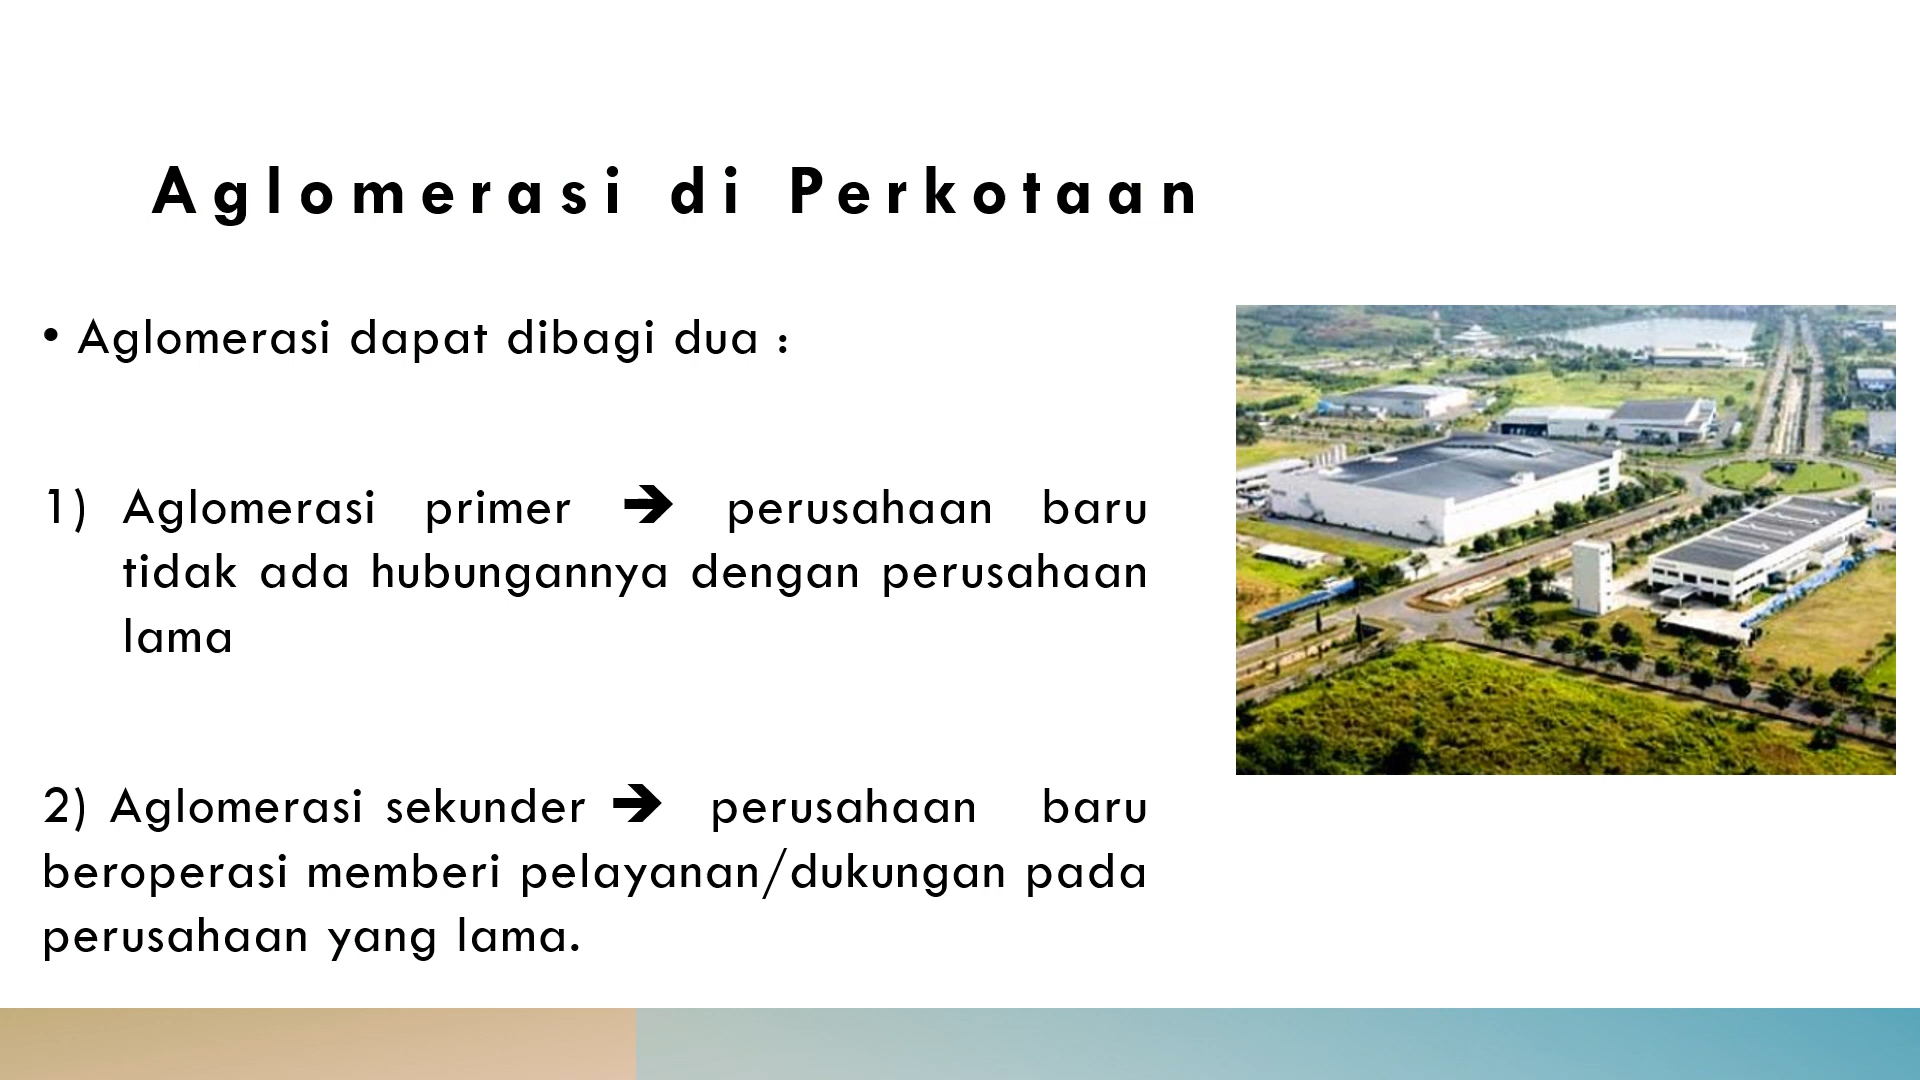 Aglomerasi di Perkotaan
• Aglomerasi dapat dibagi dua :
1) Aglomerasi primer 🡺 perusahaan baru
tidak ada hubungannya dengan perusahaan
lama
2) Aglomerasi sekunder 🡺 perusahaan baru
beroperasi memberi pelayanan/dukungan pada
perusahaan yang lama.